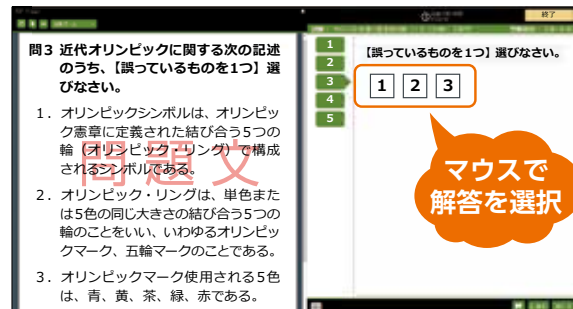 終了
問3 近代オリンピックに関する次の記述
のうち、【誤っているものを1つ】選
びなさい。
1. オリンピックシンボルは、オリンピッ
ク憲章に定義された結び合う5つの
輪（オリンピック・リング）で構成
されるシンボルである。
2. オリンピック・リングは、単色また
は5色の同じ大きさの結び合う5つの
輪のことをいい、いわゆるオリンピッ
クマーク、五輪マークのことである。
3. オリンピックマーク使用される5色
は、青、黄、茶、緑、赤である。
問題文
1
2
3
4
5
【誤っているものを1つ】選びなさい。
1 2 3
マウスで
解答を選択